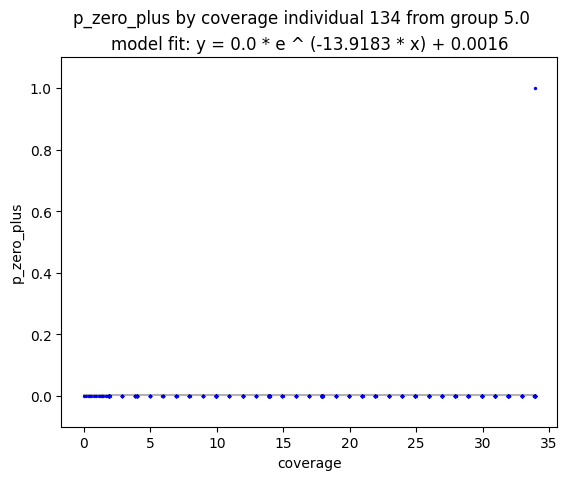 p_zero_plus by coverage individual 134 from group 5.0
model fit: y = 0.0 * e ^ (-13.9183 * x) + 0.0016
1.0
0.8
0.6
0.4
0.2
0.0
p_zero_plus
0 5 10 15 20 25 30 35
coverage